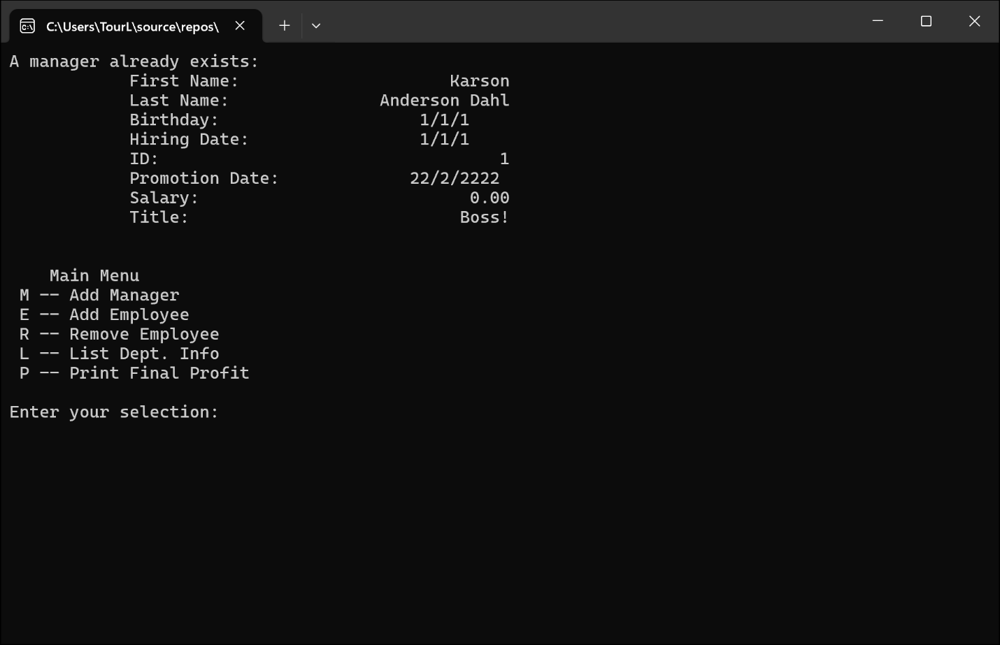 C:\Users\TourL\source\repos\
A manager already exists:
First Name: Karson
Last Name: Anderson Dahl
Birthday: 1/1/1
Hiring Date: 1/1/1
ID: 1
Promotion Date: 22/2/2222
Salary: 0.00
Title: Boss!
Main Menu
M -- Add Manager
E -- Add Employee
R -- Remove Employee
L -- List Dept. Info
P -- Print Final Profit
Enter your selection: